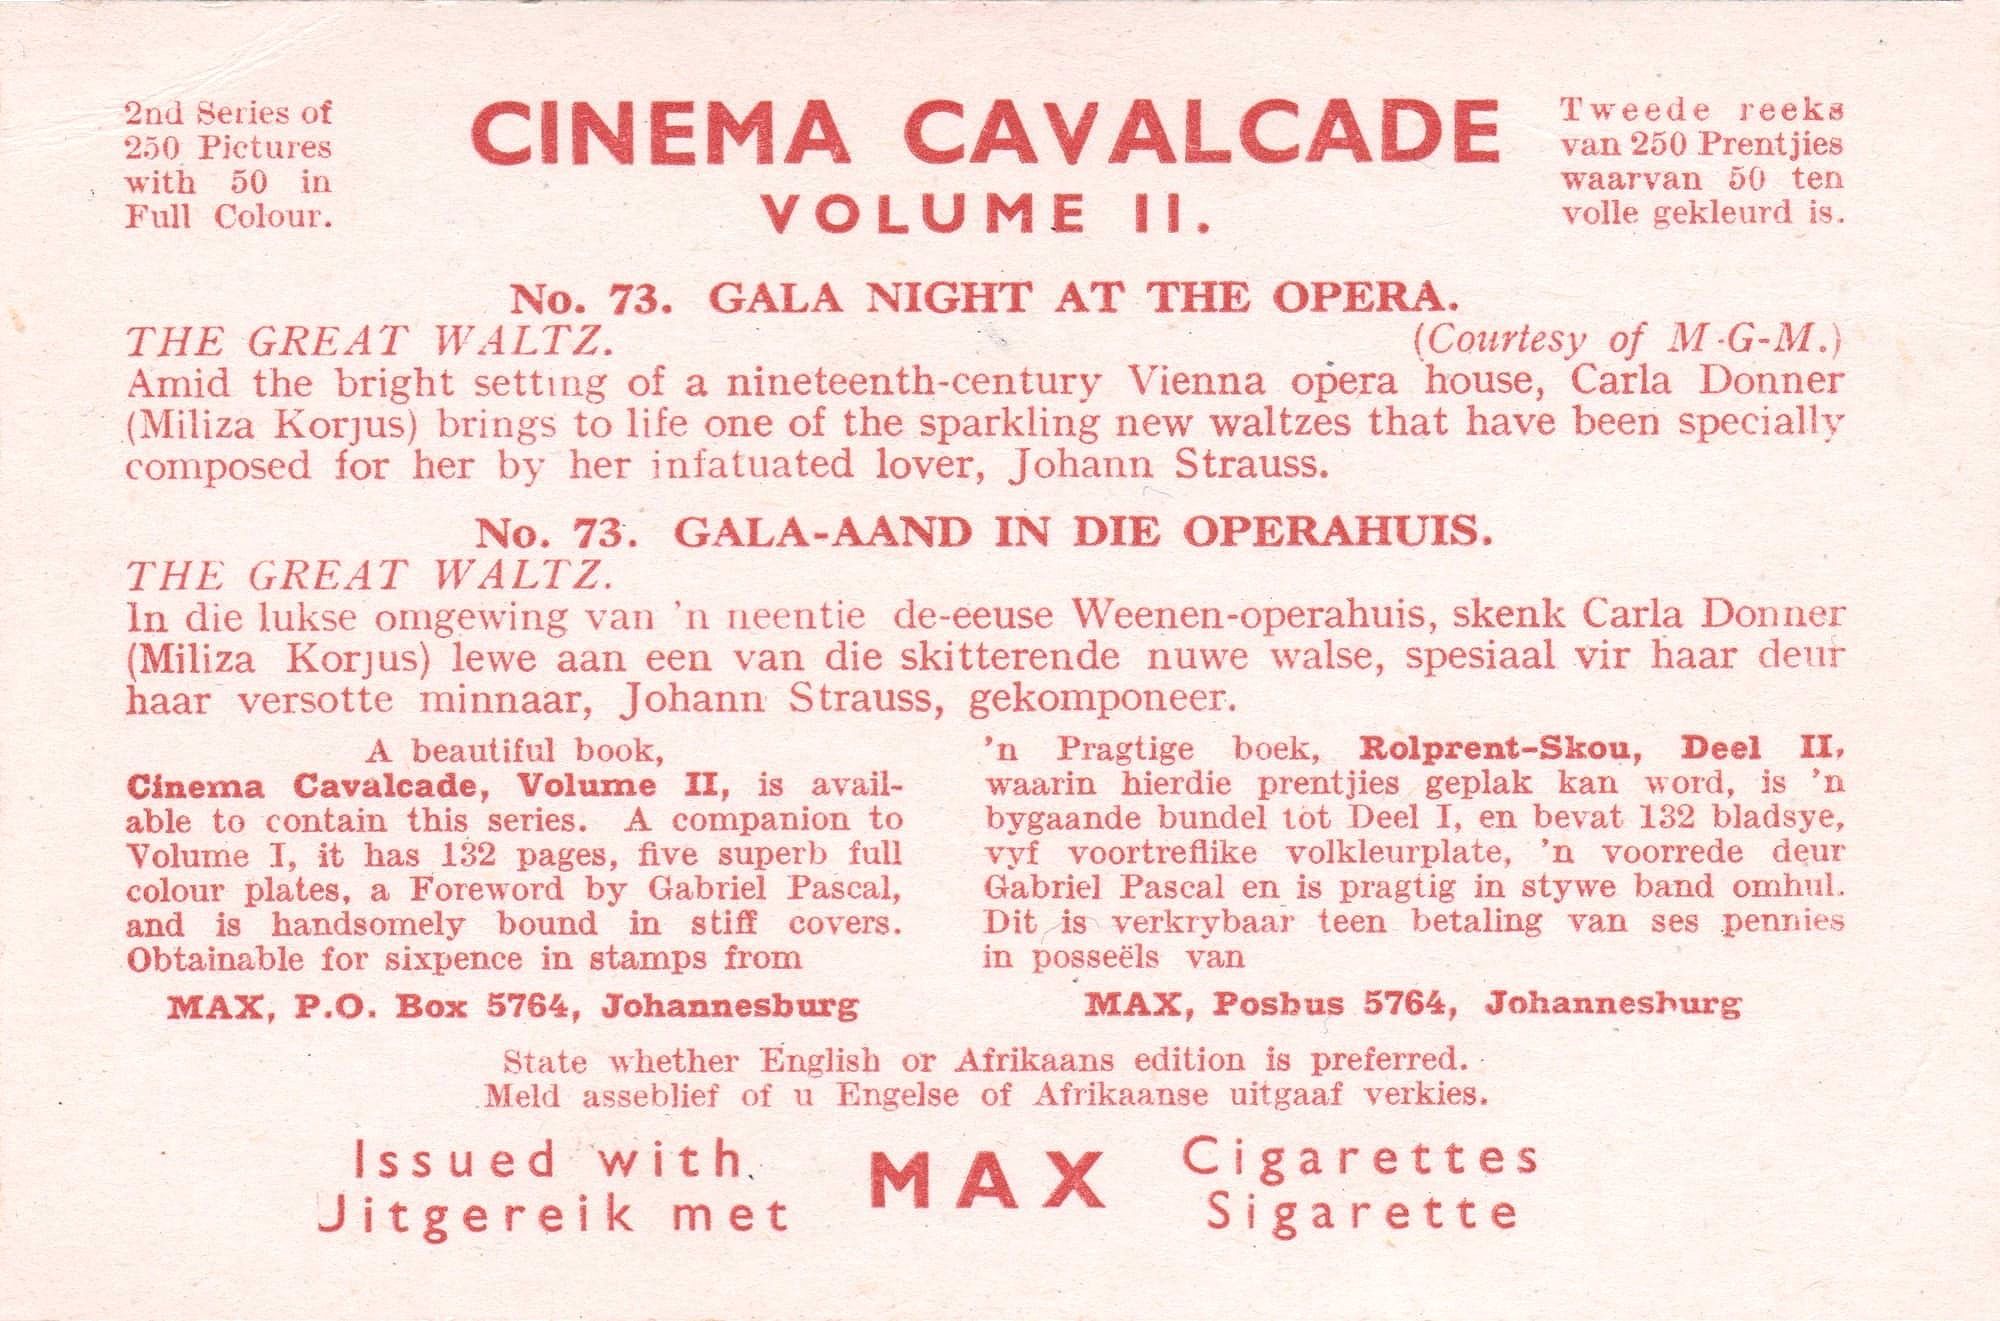 2nd Series of
250 Pictures
with 50 in
Full Colour.
CINEMA CAVALCADE
VOLUME II.
Tweede reeks
van 250 Prentjies
waarvan 50 ten
volle gekleurd is.
No. 73. GALA NIGHT AT THE OPERA.
THE GREAT WALTZ. (Courtesy of M-G-M.)
Amid the bright setting of a nineteenth-century Vienna opera house, Carla Donner
(Miliza Korjus) brings to life one of the sparkling new waltzes that have been specially
composed for her by her infatuated lover, Johann Strauss.
No. 73. GALA-AAND IN DIE OPERAHUIS.
THE GREAT WALTZ.
In die lukse omgewing van 'n neentie de-eeuse Weenen-operahuis, skenk Carla Donner
(Miliza Korjus) lewe aan een van die skitterende nuwe walse, spesiaal vir haar deur
haar versotte minnaar, Johann Strauss, gekomponeer.
A beautiful book,
Cinema Cavalcade, Volume II, is avail-
able to contain this series. A companion to
Volume I, it has 132 pages, five superb full
colour plates, a Foreword by Gabriel Pascal,
and is handsomely bound in stiff covers.
Obtainable for sixpence in stamps from
MAX, P.O. Box 5764, Johannesburg
'n Pragtige boek, Rolprent-Skou, Deel II,
waarin hierdie prentjies geplak kan word, is 'n
bygaande bundel tot Deel I, en bevat 132 bladsye,
vyf voortreflike volkleurplate, 'n voorrede deur
Gabriel Pascal en is pragtig in stywe band omhul.
Dit is verkrybaar teen betaling van ses pennies
in posseëls van
MAX, Posbus 5764, Johannesburg
State whether English or Afrikaans edition is preferred.
Meld asseblief of u Engelse of Afrikaanse uitgaaf verkies.
Issued with MAX Cigarettes
Uitgereik met Sigarette